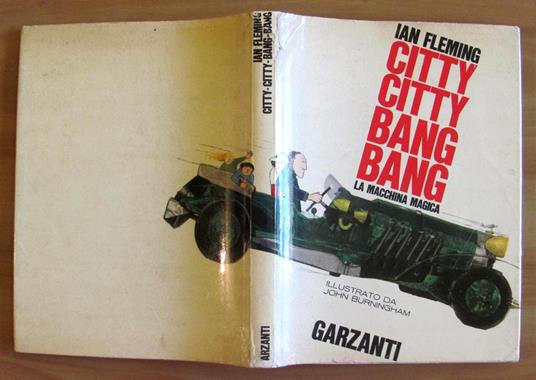 IAN FLEMING
CITTY-CITTY-BANG-BANG
ARZANTI
IAN FLEMING
CITTY
CITTY
BANG
BANG
LA MACCHINA MAGICA
ILLUSTRATO DA
JOHN BURNINGHAM
GARZANTI